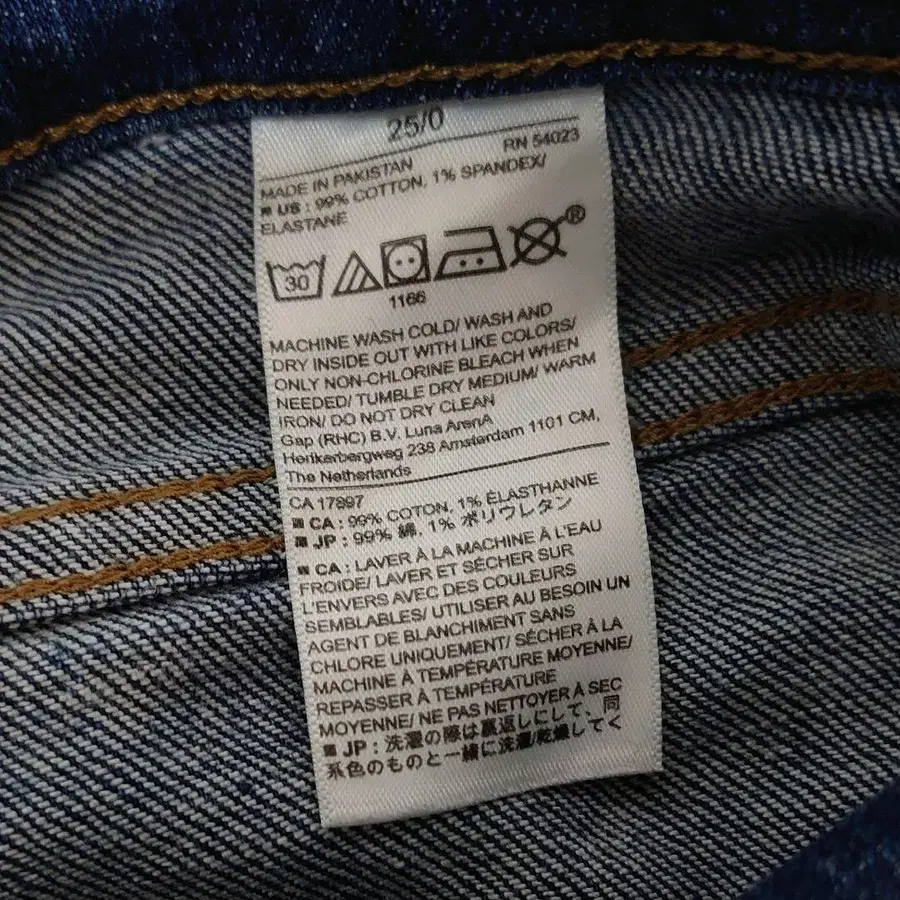 25/0
RN 54023
MADE IN PAKISTAN
US : 99% COTTON, 1% SPANDEX/
ELASTANE
30
®
1166
MACHINE WASH COLD/ WASH AND
DRY INSIDE OUT WITH LIKE COLORS/
ONLY NON-CHLORINE BLEACH WHEN
NEEDED/ TUMBLE DRY MEDIUM/ WARM
IRON/ DO NOT DRY CLEAN
Gap (RHC) B.V. Luna ArenA
Herikerbergweg 238 Amsterdam 1101 CM,
The Netherlands
CA 17897
CA : 99% COTON, 1% ÉLASTHANNE
JP : 99% 綿, 1% ポリウレタン
CA : LAVER À LA MACHINE À L'EAU
FROIDE/ LAVER ET SÉCHER SUR
L'ENVERS AVEC DES COULEURS
SEMBLABLES/ UTILISER AU BESOIN UN
AGENT DE BLANCHIMENT SANS
CHLORE UNIQUEMENT/ SÉCHER À LA
MACHINE À TEMPÉRATURE MOYENNE/
REPASSER À TEMPÉRATURE
MOYENNE/ NE PAS NETTOYER À SEC
JP : 洗濯の際は裏返しにして、同
系色のものと一緒に洗濯/乾燥してく